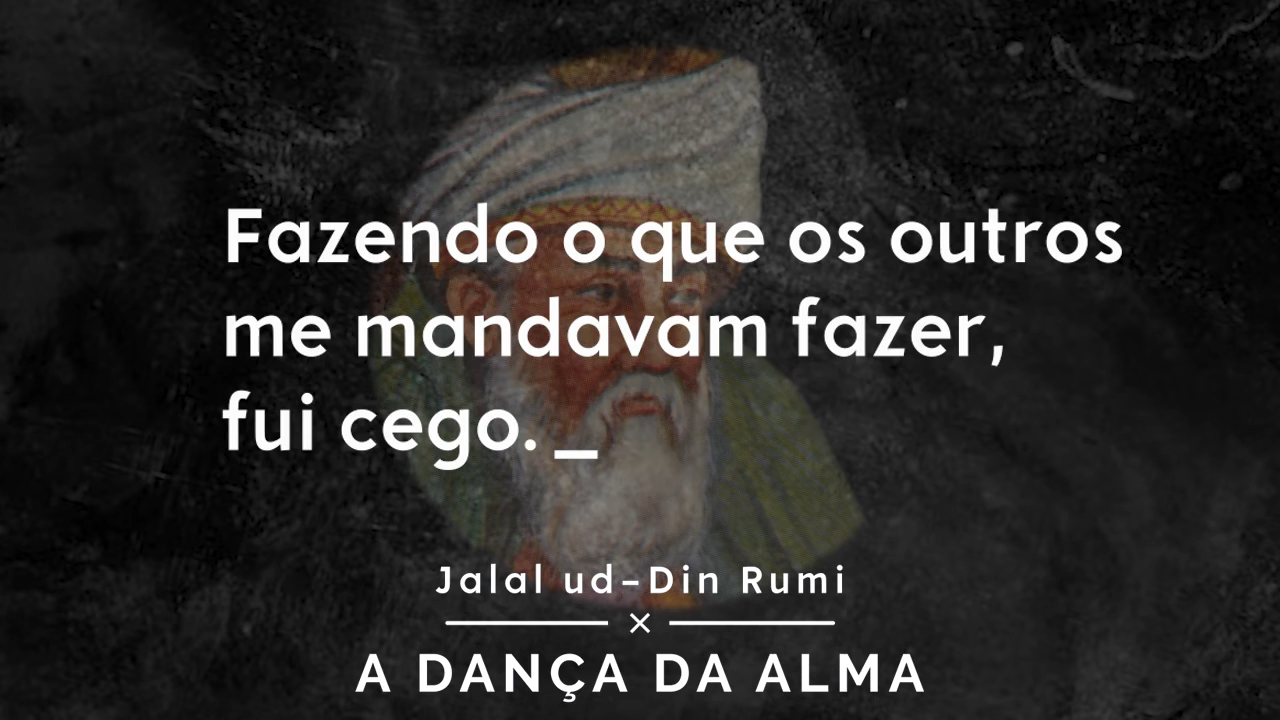 Fazendo o que os outros
me mandavam fazer,
fui cego. _
Jalal ud-Din Rumi
A DANÇA DA ALMA